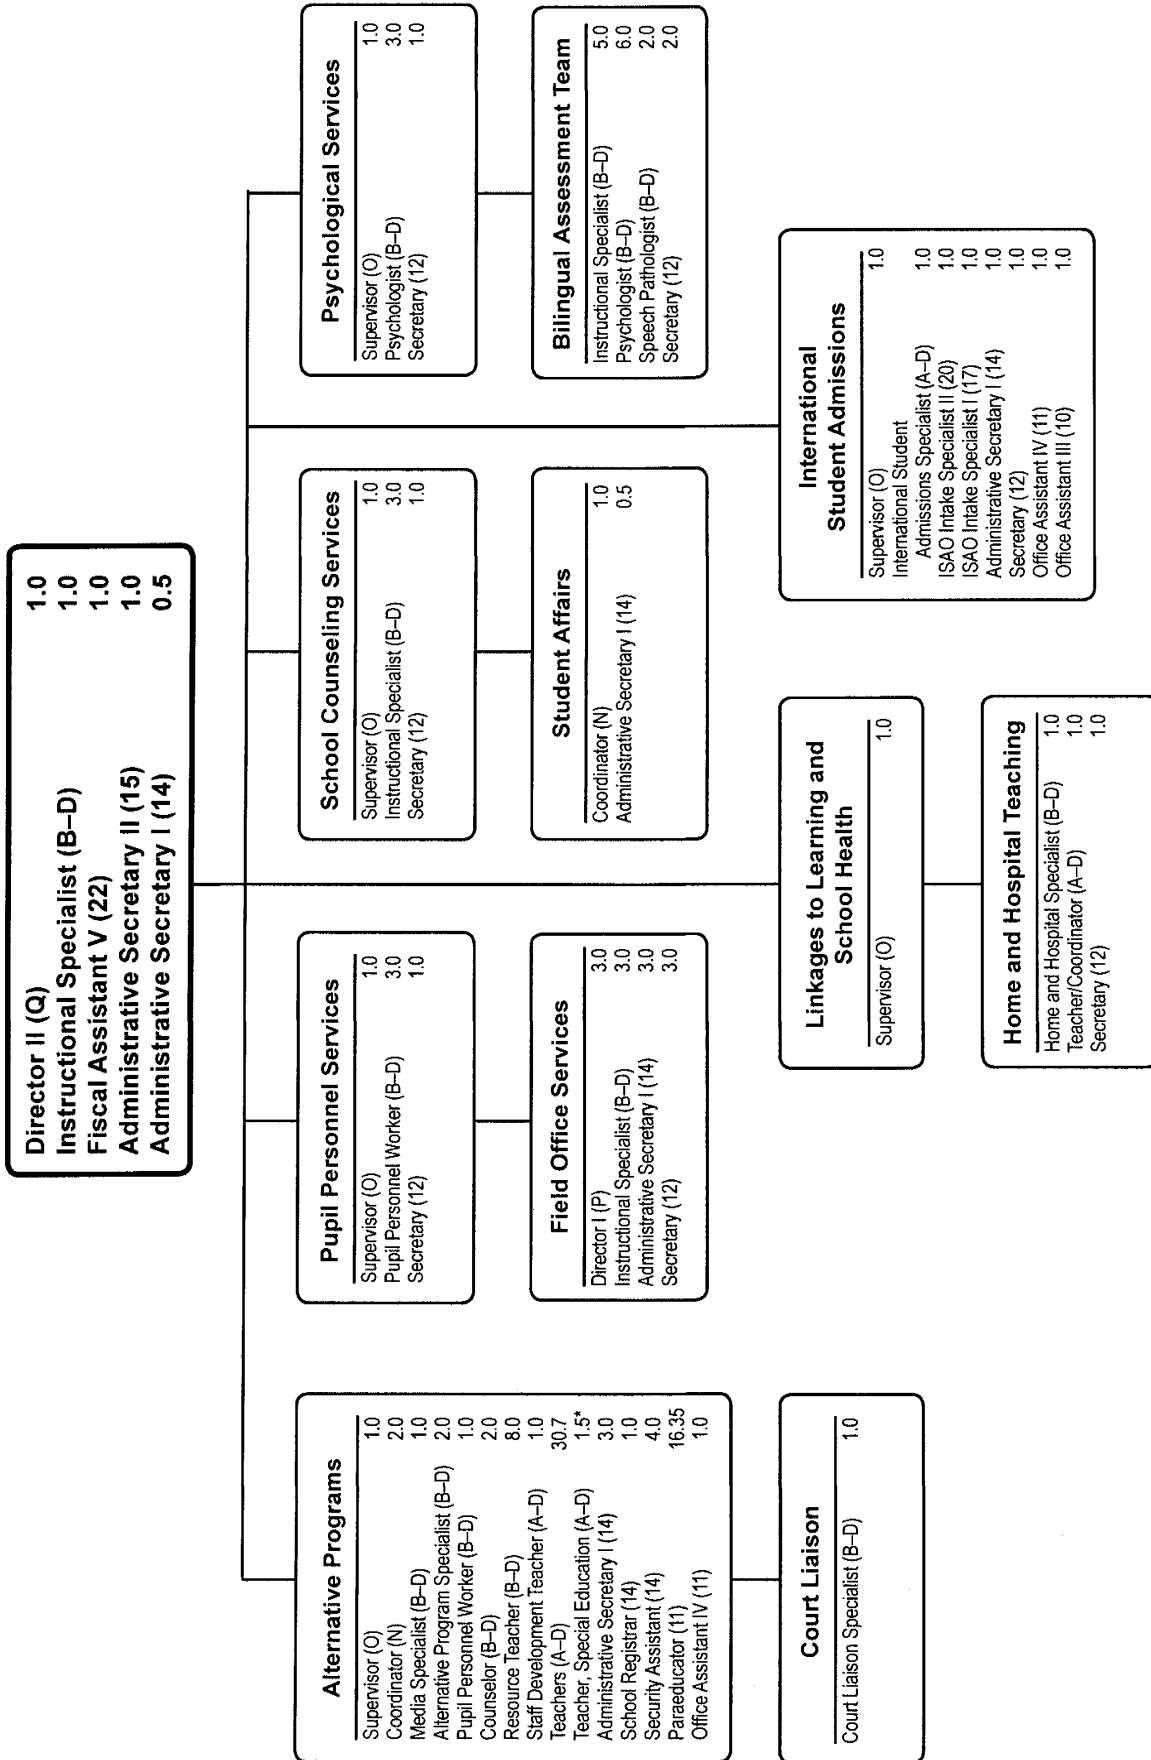 Director II (Q) 1.0
Instructional Specialist (B–D) 1.0
Fiscal Assistant V (22) 1.0
Administrative Secretary II (15) 1.0
Administrative Secretary I (14) 0.5
Alternative Programs
Supervisor (O) 1.0
Coordinator (N) 2.0
Media Specialist (B–D) 1.0
Alternative Program Specialist (B–D) 2.0
Pupil Personnel Worker (B–D) 1.0
Counselor (B–D) 2.0
Resource Teacher (B–D) 8.0
Staff Development Teacher (A–D) 1.0
Teachers (A–D) 30.7
Teacher, Special Education (A–D) 1.5*
Administrative Secretary I (14) 3.0
School Registrar (14) 1.0
Security Assistant (14) 4.0
Paraeducator (11) 16.35
Office Assistant IV (11) 1.0
Court Liaison
Court Liaison Specialist (B–D) 1.0
Pupil Personnel Services
Supervisor (O) 1.0
Pupil Personnel Worker (B–D) 3.0
Secretary (12) 1.0
Field Office Services
Director I (P) 3.0
Instructional Specialist (B–D) 3.0
Administrative Secretary I (14) 3.0
Secretary (12) 3.0
School Counseling Services
Supervisor (O) 1.0
Instructional Specialist (B–D) 3.0
Secretary (12) 1.0
Student Affairs
Coordinator (N) 1.0
Administrative Secretary I (14) 0.5
Psychological Services
Supervisor (O) 1.0
Psychologist (B–D) 3.0
Secretary (12) 1.0
Bilingual Assessment Team
Instructional Specialist (B–D) 5.0
Psychologist (B–D) 6.0
Speech Pathologist (B–D) 2.0
Secretary (12) 2.0
Linkages to Learning and
School Health
Supervisor (O) 1.0
Home and Hospital Teaching
Home and Hospital Specialist (B–D) 1.0
Teacher/Coordinator (A–D) 1.0
Secretary (12) 1.0
International
Student Admissions
Supervisor (O) 1.0
International Student
Admissions Specialist (A–D) 1.0
ISAO Intake Specialist II (20) 1.0
ISAO Intake Specialist I (17) 1.0
Administrative Secretary I (14) 1.0
Secretary (12) 1.0
Office Assistant IV (11) 1.0
Office Assistant III (10) 1.0